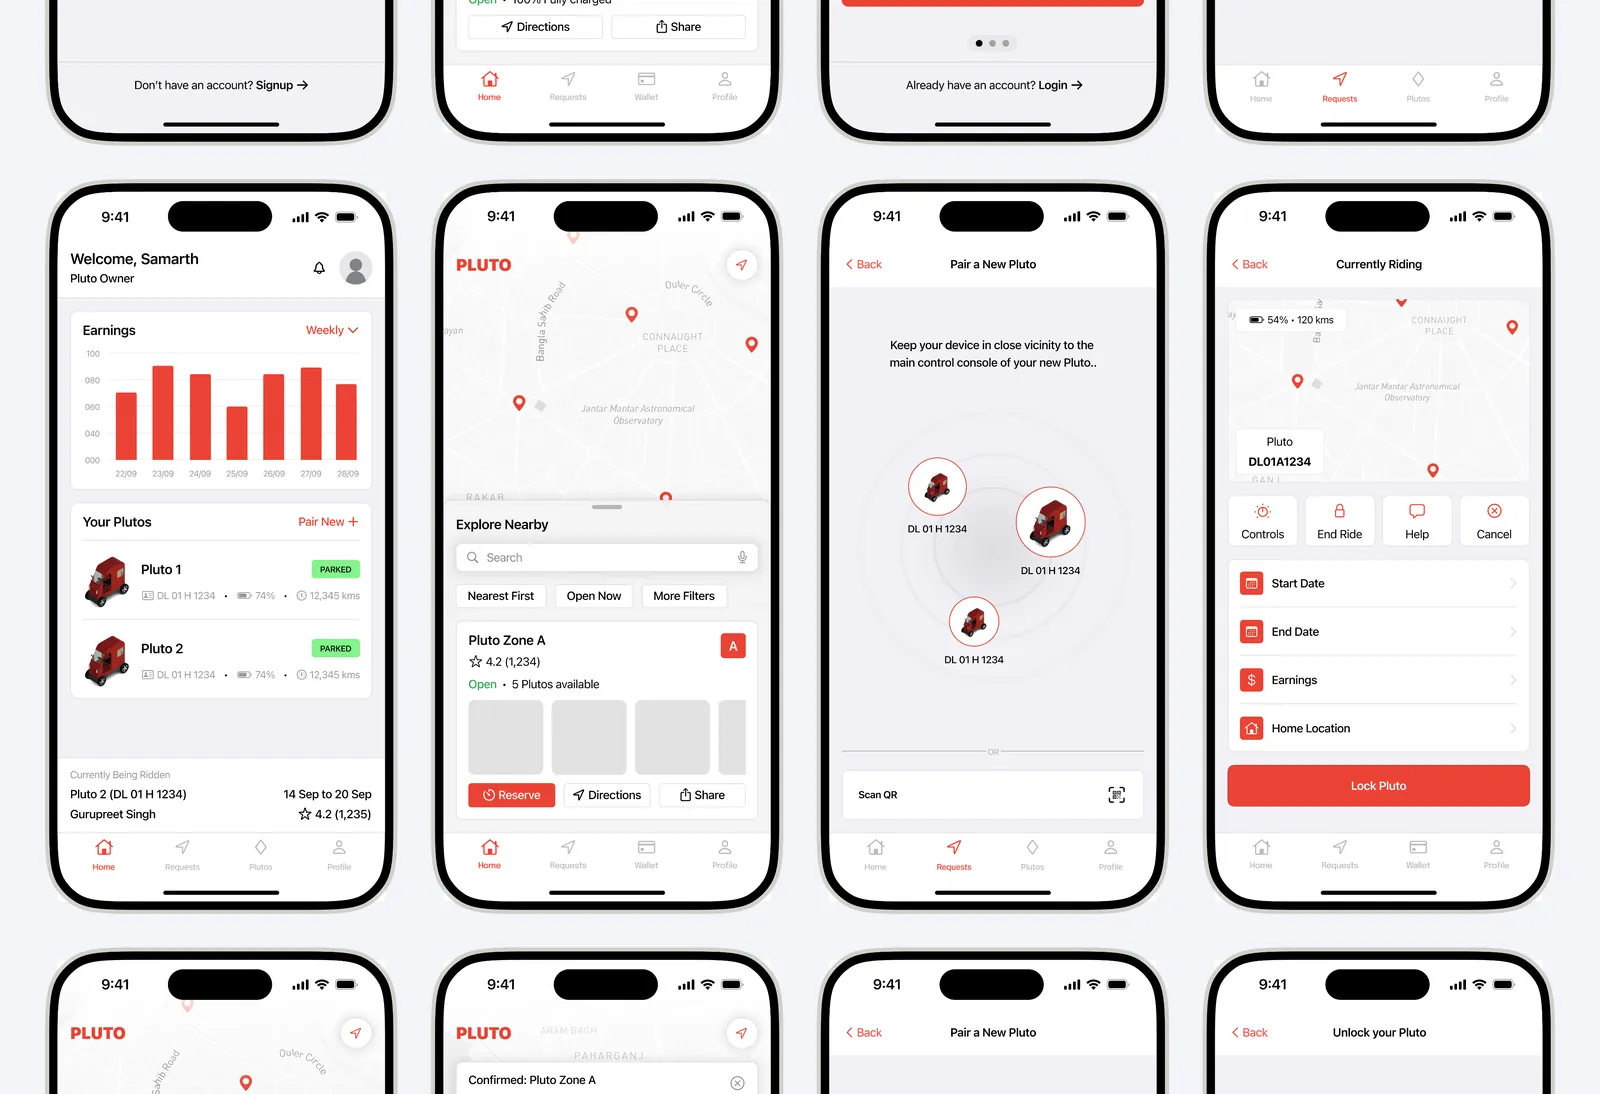 Don't have an account? Signup →
Open • 100% Fully charged
Directions
Share
Home
Requests
Wallet
Profile
Already have an account? Login →
Home
Requests
Plutos
Profile
9:41
Welcome, Samarth
Pluto Owner
Earnings
Weekly
100
080
060
040
000
22/09
23/09
24/09
25/09
26/09
27/09
28/09
Your Plutos
Pair New +
Pluto 1
PARKED
DL 01 H 1234 • 74% • 12,345 kms
Pluto 2
PARKED
DL 01 H 1234 • 74% • 12,345 kms
Currently Being Ridden
Pluto 2 (DL 01 H 1234)
14 Sep to 20 Sep
Gurupreet Singh
4.2 (1,235)
Home
Requests
Plutos
Profile
9:41
PLUTO
Outer Circle
Bangla Sahib Road
ayan
CONNAUGHT
PLACE
Jantar Mantar Astronomical
Observatory
RAKAB
Explore Nearby
Search
Nearest First
Open Now
More Filters
Pluto Zone A
A
4.2 (1,234)
Open • 5 Plutos available
Reserve
Directions
Share
Home
Requests
Wallet
Profile
9:41
Back
Pair a New Pluto
Keep your device in close vicinity to the
main control console of your new Pluto..
DL 01 H 1234
DL 01 H 1234
DL 01 H 1234
OR
Scan QR
Home
Requests
Plutos
Profile
9:41
Back
Currently Riding
54% • 120 kms
CONNAUGHT
PLACE
Jantar Mantar Astronomical
Observatory
Pluto
DL01A1234
GANJ
Controls
End Ride
Help
Cancel
Start Date
End Date
Earnings
Home Location
Lock Pluto
Home
Requests
Wallet
Profile
9:41
PLUTO
Outer Circle
Sahib Road
9:41
PLUTO
ARAM BAGH
PAHARGANJ
Confirmed: Pluto Zone A
9:41
Back
Pair a New Pluto
9:41
Back
Unlock your Pluto